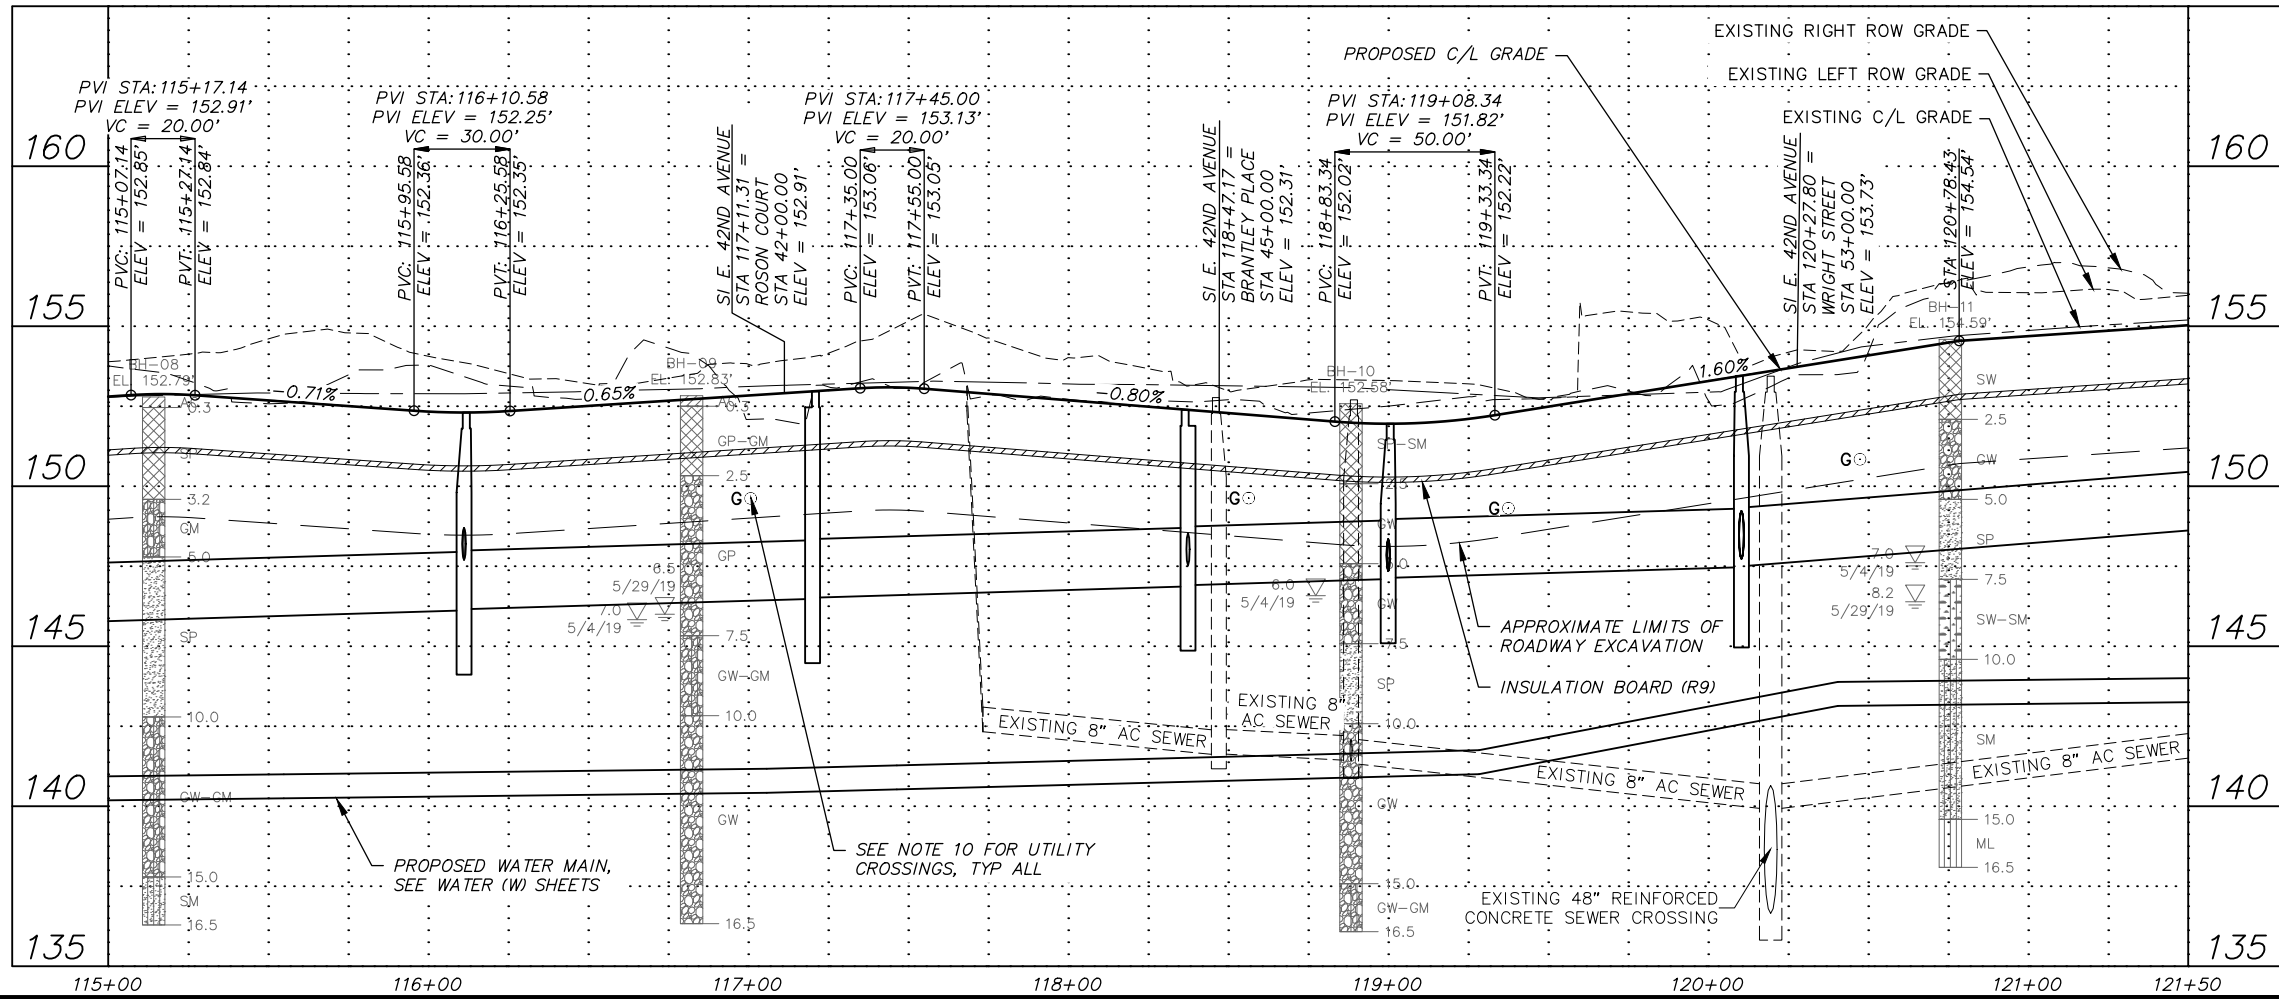 EXISTING RIGHT ROW GRADE
PROPOSED C/L GRADE
EXISTING LEFT ROW GRADE
EXISTING C/L GRADE
PVI STA:115+17.14
PVI ELEV = 152.91'
VC = 20.00'
PVC: 115+07.14
ELEV = 152.85'
PVT: 115+27.14
ELEV = 152.84'
PVI STA:116+10.58
PVI ELEV = 152.25'
VC = 30.00'
PVC: 115+95.58
ELEV = 152.36'
PVT: 116+25.58
ELEV = 152.35'
SI E. 42ND AVENUE
STA 117+11.31 =
ROSON COURT
STA 42+00.00
ELEV = 152.91'
PVI STA:117+45.00
PVI ELEV = 153.13'
VC = 20.00'
PVC: 117+35.00
ELEV = 153.06'
PVT: 117+55.00
ELEV = 153.05'
SI E. 42ND AVENUE
STA 118+47.17 =
BRANTLEY PLACE
STA 45+00.00
ELEV = 152.31'
PVI STA:119+08.34
PVI ELEV = 151.82'
VC = 50.00'
PVC: 118+83.34
ELEV = 152.02'
PVT: 119+33.34
ELEV = 152.22'
SI E. 42ND AVENUE
STA 120+27.80 =
WRIGHT STREET
STA 53+00.00
ELEV = 153.73'
STA 120+78.43
ELEV = 154.54'
160
160
155
155
150
150
145
145
140
140
135
135
-0.71%
0.65%
-0.80%
1.60%
BH-08
EL. 152.79'
AC
0.3
SP
3.2
GM
5.0
SP
10.0
GW-GM
15.0
SM
16.5
BH-09
EL. 152.83'
AC
0.3
GP-GM
2.5
GP
6.5
5/29/19
7.0
5/4/19
7.5
GW-GM
10.0
GW
16.5
BH-10
EL. 152.58'
SP-SM
2.5
GW
5.0
6.0
5/4/19
GW
7.5
SP
10.0
GW
15.0
GW-GM
16.5
BH-11
EL. 154.59'
SW
2.5
GW
5.0
SP
7.0
5/4/19
7.5
8.2
5/29/19
SW-SM
10.0
SM
15.0
ML
16.5
G
G
G
G
APPROXIMATE LIMITS OF
ROADWAY EXCAVATION
INSULATION BOARD (R9)
EXISTING 8" AC SEWER
EXISTING 8"
AC SEWER
EXISTING 8" AC SEWER
EXISTING 8" AC SEWER
PROPOSED WATER MAIN,
SEE WATER (W) SHEETS
SEE NOTE 10 FOR UTILITY
CROSSINGS, TYP ALL
EXISTING 48" REINFORCED
CONCRETE SEWER CROSSING
115+00
116+00
117+00
118+00
119+00
120+00
121+00
121+50